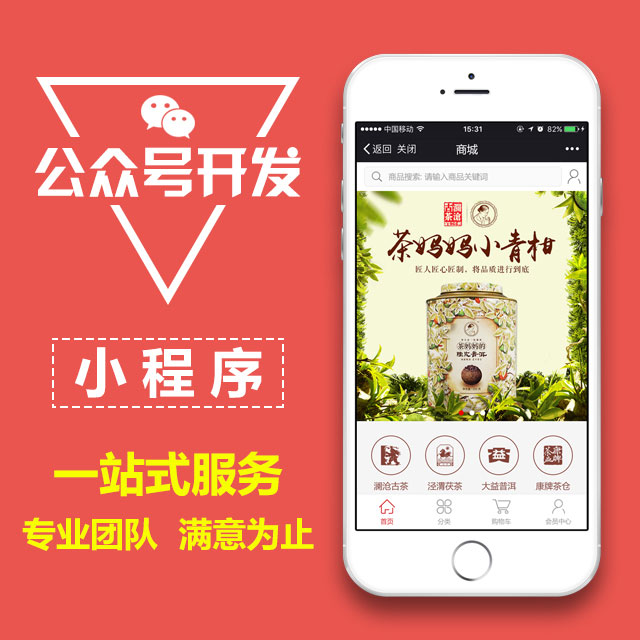 公众号开发
小程序
一站式服务
专业团队 满意为止
中国移动 15:31 82%
返回 关闭 商城
商品搜索: 请输入商品关键词
茶妈妈小青柑
匠人匠心匠制，将品质进行到底
茶妈妈的
澜沧古茶 泾渭茯茶 大益普洱 康牌茶仓
首页 分类 购物车 会员中心